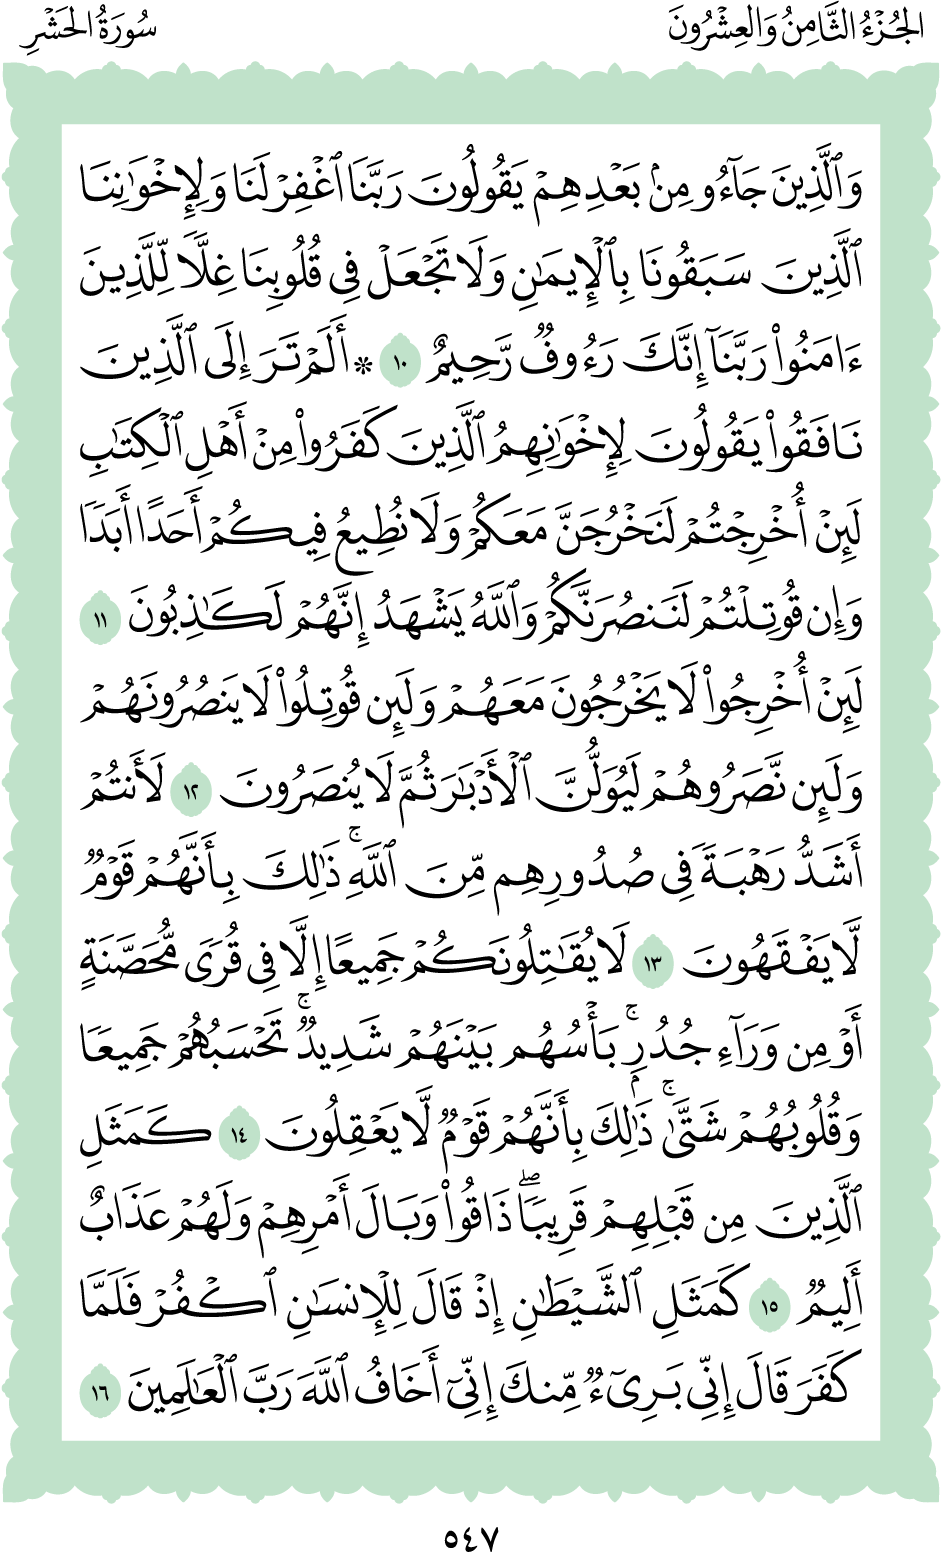 الجُزْءُ الثَّامِنُ وَالعِشْرُونَ
سُورَةُ الحَشْرِ
وَٱلَّذِينَ جَآءُو مِنۢ بَعْدِهِمْ يَقُولُونَ رَبَّنَا ٱغْفِرْ لَنَا وَلِإِخْوَٰنِنَا
ٱلَّذِينَ سَبَقُونَا بِٱلْإِيمَٰنِ وَلَا تَجْعَلْ فِي قُلُوبِنَا غِلًّا لِّلَّذِينَ
ءَامَنُوا۟ رَبَّنَآ إِنَّكَ رَءُوفٌ رَّحِيمٌ ١٠ ۞ أَلَمْ تَرَ إِلَى ٱلَّذِينَ
نَافَقُوا۟ يَقُولُونَ لِإِخْوَٰنِهِمُ ٱلَّذِينَ كَفَرُوا۟ مِنْ أَهْلِ ٱلْكِتَٰبِ
لَئِنْ أُخْرِجْتُمْ لَنَخْرُجَنَّ مَعَكُمْ وَلَا نُطِيعُ فِيكُمْ أَحَدًا أَبَدًا
وَإِن قُوتِلْتُمْ لَنَنصُرَنَّكُمْ وَٱللَّهُ يَشْهَدُ إِنَّهُمْ لَكَٰذِبُونَ ١١
لَئِنْ أُخْرِجُوا۟ لَا يَخْرُجُونَ مَعَهُمْ وَلَئِن قُوتِلُوا۟ لَا يَنصُرُونَهُمْ
وَلَئِن نَّصَرُوهُمْ لَيُوَلُّنَّ ٱلْأَدْبَٰرَ ثُمَّ لَا يُنصَرُونَ ١٢ لَأَنتُمْ
أَشَدُّ رَهْبَةً فِي صُدُورِهِم مِّنَ ٱللَّهِ ۚ ذَٰلِكَ بِأَنَّهُمْ قَوْمٌ
لَّا يَفْقَهُونَ ١٣ لَا يُقَٰتِلُونَكُمْ جَمِيعًا إِلَّا فِي قُرًى مُّحَصَّنَةٍ
أَوْ مِن وَرَآءِ جُدُرٍۭ ۚ بَأْسُهُم بَيْنَهُمْ شَدِيدٌ ۚ تَحْسَبُهُمْ جَمِيعًا
وَقُلُوبُهُمْ شَتَّىٰ ۚ ذَٰلِكَ بِأَنَّهُمْ قَوْمٌ لَّا يَعْقِلُونَ ١٤ كَمَثَلِ
ٱلَّذِينَ مِن قَبْلِهِمْ قَرِيبًا ۖ ذَاقُوا۟ وَبَالَ أَمْرِهِمْ وَلَهُمْ عَذَابٌ
أَلِيمٌ ١٥ كَمَثَلِ ٱلشَّيْطَٰنِ إِذْ قَالَ لِلْإِنسَٰنِ ٱكْفُرْ فَلَمَّا
كَفَرَ قَالَ إِنِّي بَرِيٓءٌ مِّنكَ إِنِّيٓ أَخَافُ ٱللَّهَ رَبَّ ٱلْعَٰلَمِينَ ١٦
٥٤٧